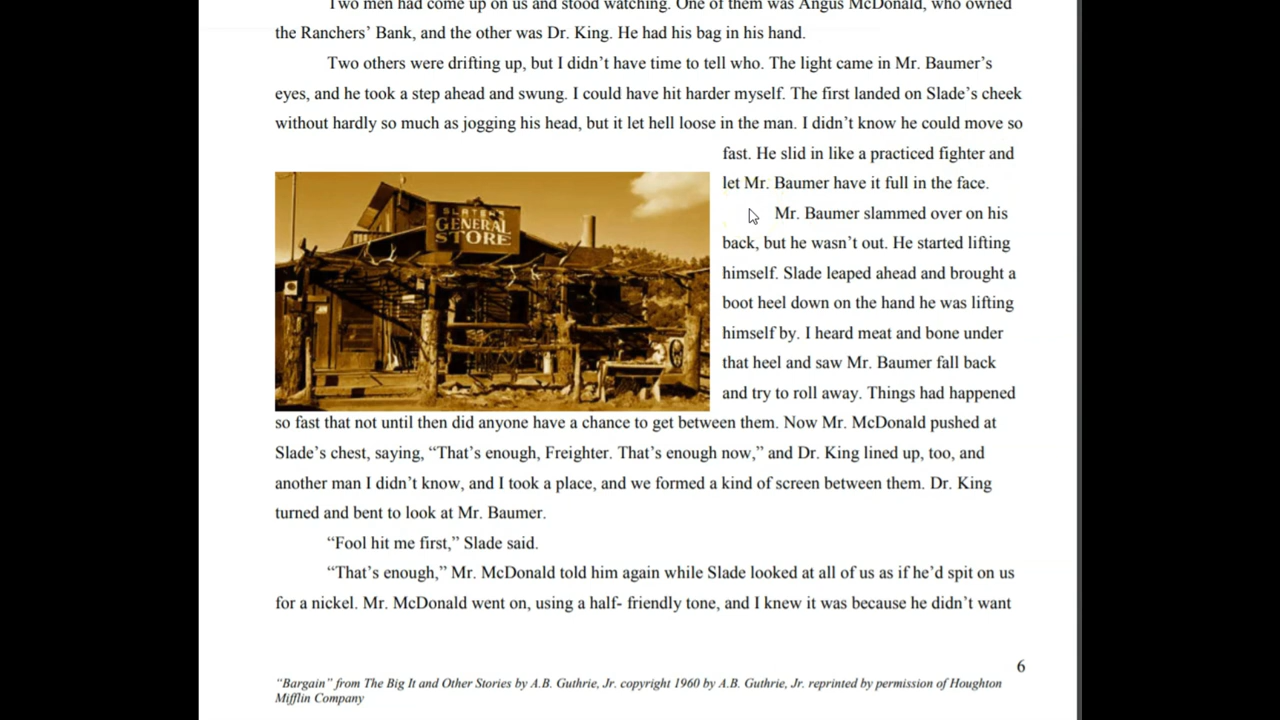 Two men had come up on us and stood watching. One of them was Angus McDonald, who owned
the Ranchers’ Bank, and the other was Dr. King. He had his bag in his hand.
Two others were drifting up, but I didn’t have time to tell who. The light came in Mr. Baumer’s
eyes, and he took a step ahead and swung. I could have hit harder myself. The first landed on Slade’s cheek
without hardly so much as jogging his head, but it let hell loose in the man. I didn’t know he could move so
fast. He slid in like a practiced fighter and
let Mr. Baumer have it full in the face.
Mr. Baumer slammed over on his
back, but he wasn’t out. He started lifting
himself. Slade leaped ahead and brought a
boot heel down on the hand he was lifting
himself by. I heard meat and bone under
that heel and saw Mr. Baumer fall back
and try to roll away. Things had happened
SLATE'S
GENERAL
STORE
so fast that not until then did anyone have a chance to get between them. Now Mr. McDonald pushed at
Slade’s chest, saying, “That’s enough, Freighter. That’s enough now,” and Dr. King lined up, too, and
another man I didn’t know, and I took a place, and we formed a kind of screen between them. Dr. King
turned and bent to look at Mr. Baumer.
“Fool hit me first,” Slade said.
“That’s enough,” Mr. McDonald told him again while Slade looked at all of us as if he’d spit on us
for a nickel. Mr. McDonald went on, using a half- friendly tone, and I knew it was because he didn’t want
6
“Bargain” from The Big It and Other Stories by A.B. Guthrie, Jr. copyright 1960 by A.B. Guthrie, Jr. reprinted by permission of Houghton
Mifflin Company